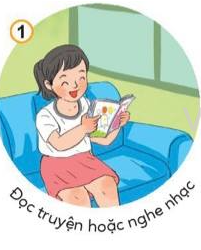 1
Đọc truyện hoặc nghe nhạc